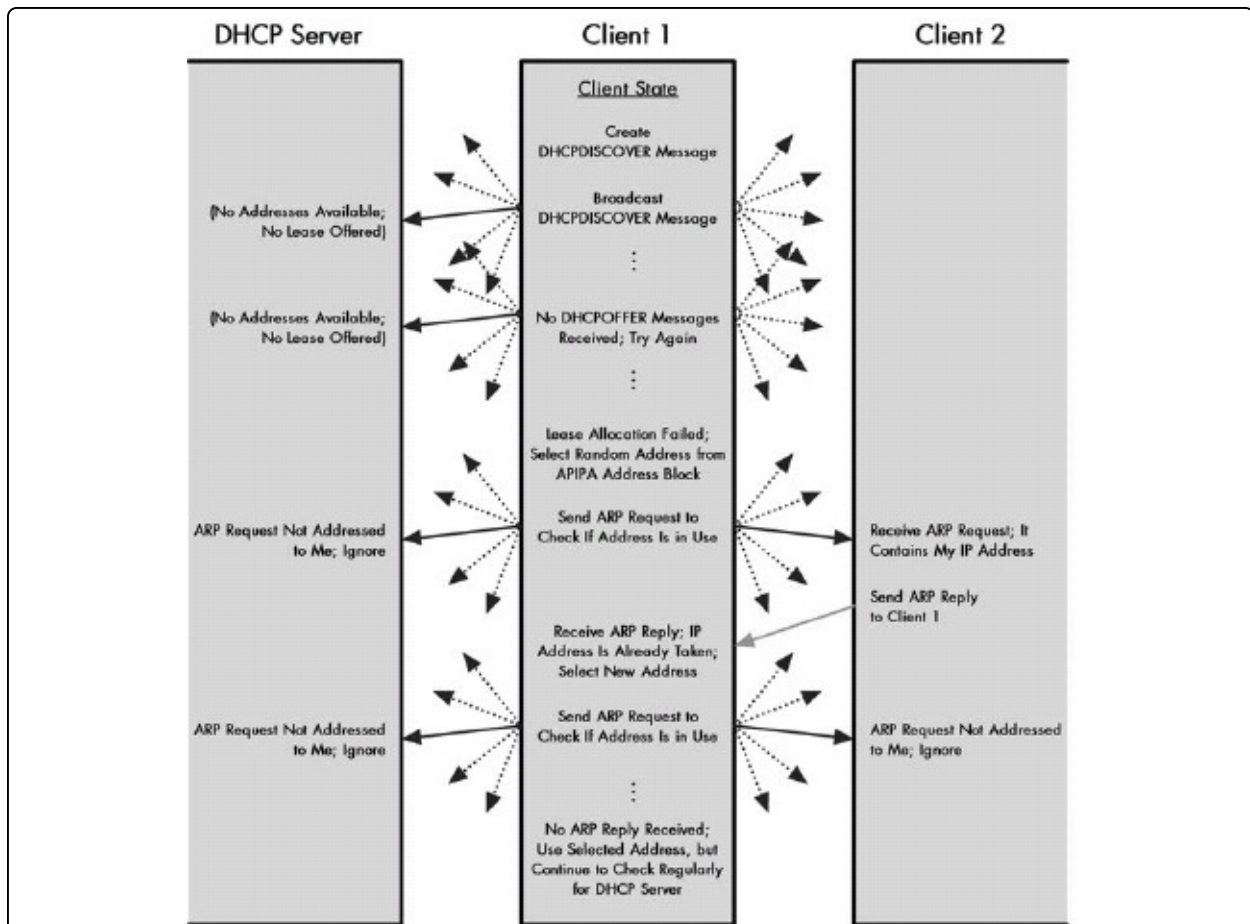 DHCP Server
Client 1
Client 2
Client State
Create
DHCPDISCOVER Message
Broadcast
DHCPDISCOVER Message
(No Addresses Available;
No Lease Offered)
⋮
No DHCPOFFER Messages
Received; Try Again
(No Addresses Available;
No Lease Offered)
⋮
Lease Allocation Failed;
Select Random Address from
APIPA Address Block
Send ARP Request to
Check If Address Is in Use
ARP Request Not Addressed
to Me; Ignore
Receive ARP Request; It
Contains My IP Address
Send ARP Reply
to Client 1
Receive ARP Reply; IP
Address Is Already Taken;
Select New Address
Send ARP Request to
Check If Address Is in Use
ARP Request Not Addressed
to Me; Ignore
ARP Request Not Addressed
to Me; Ignore
⋮
No ARP Reply Received;
Use Selected Address, but
Continue to Check Regularly
for DHCP Server